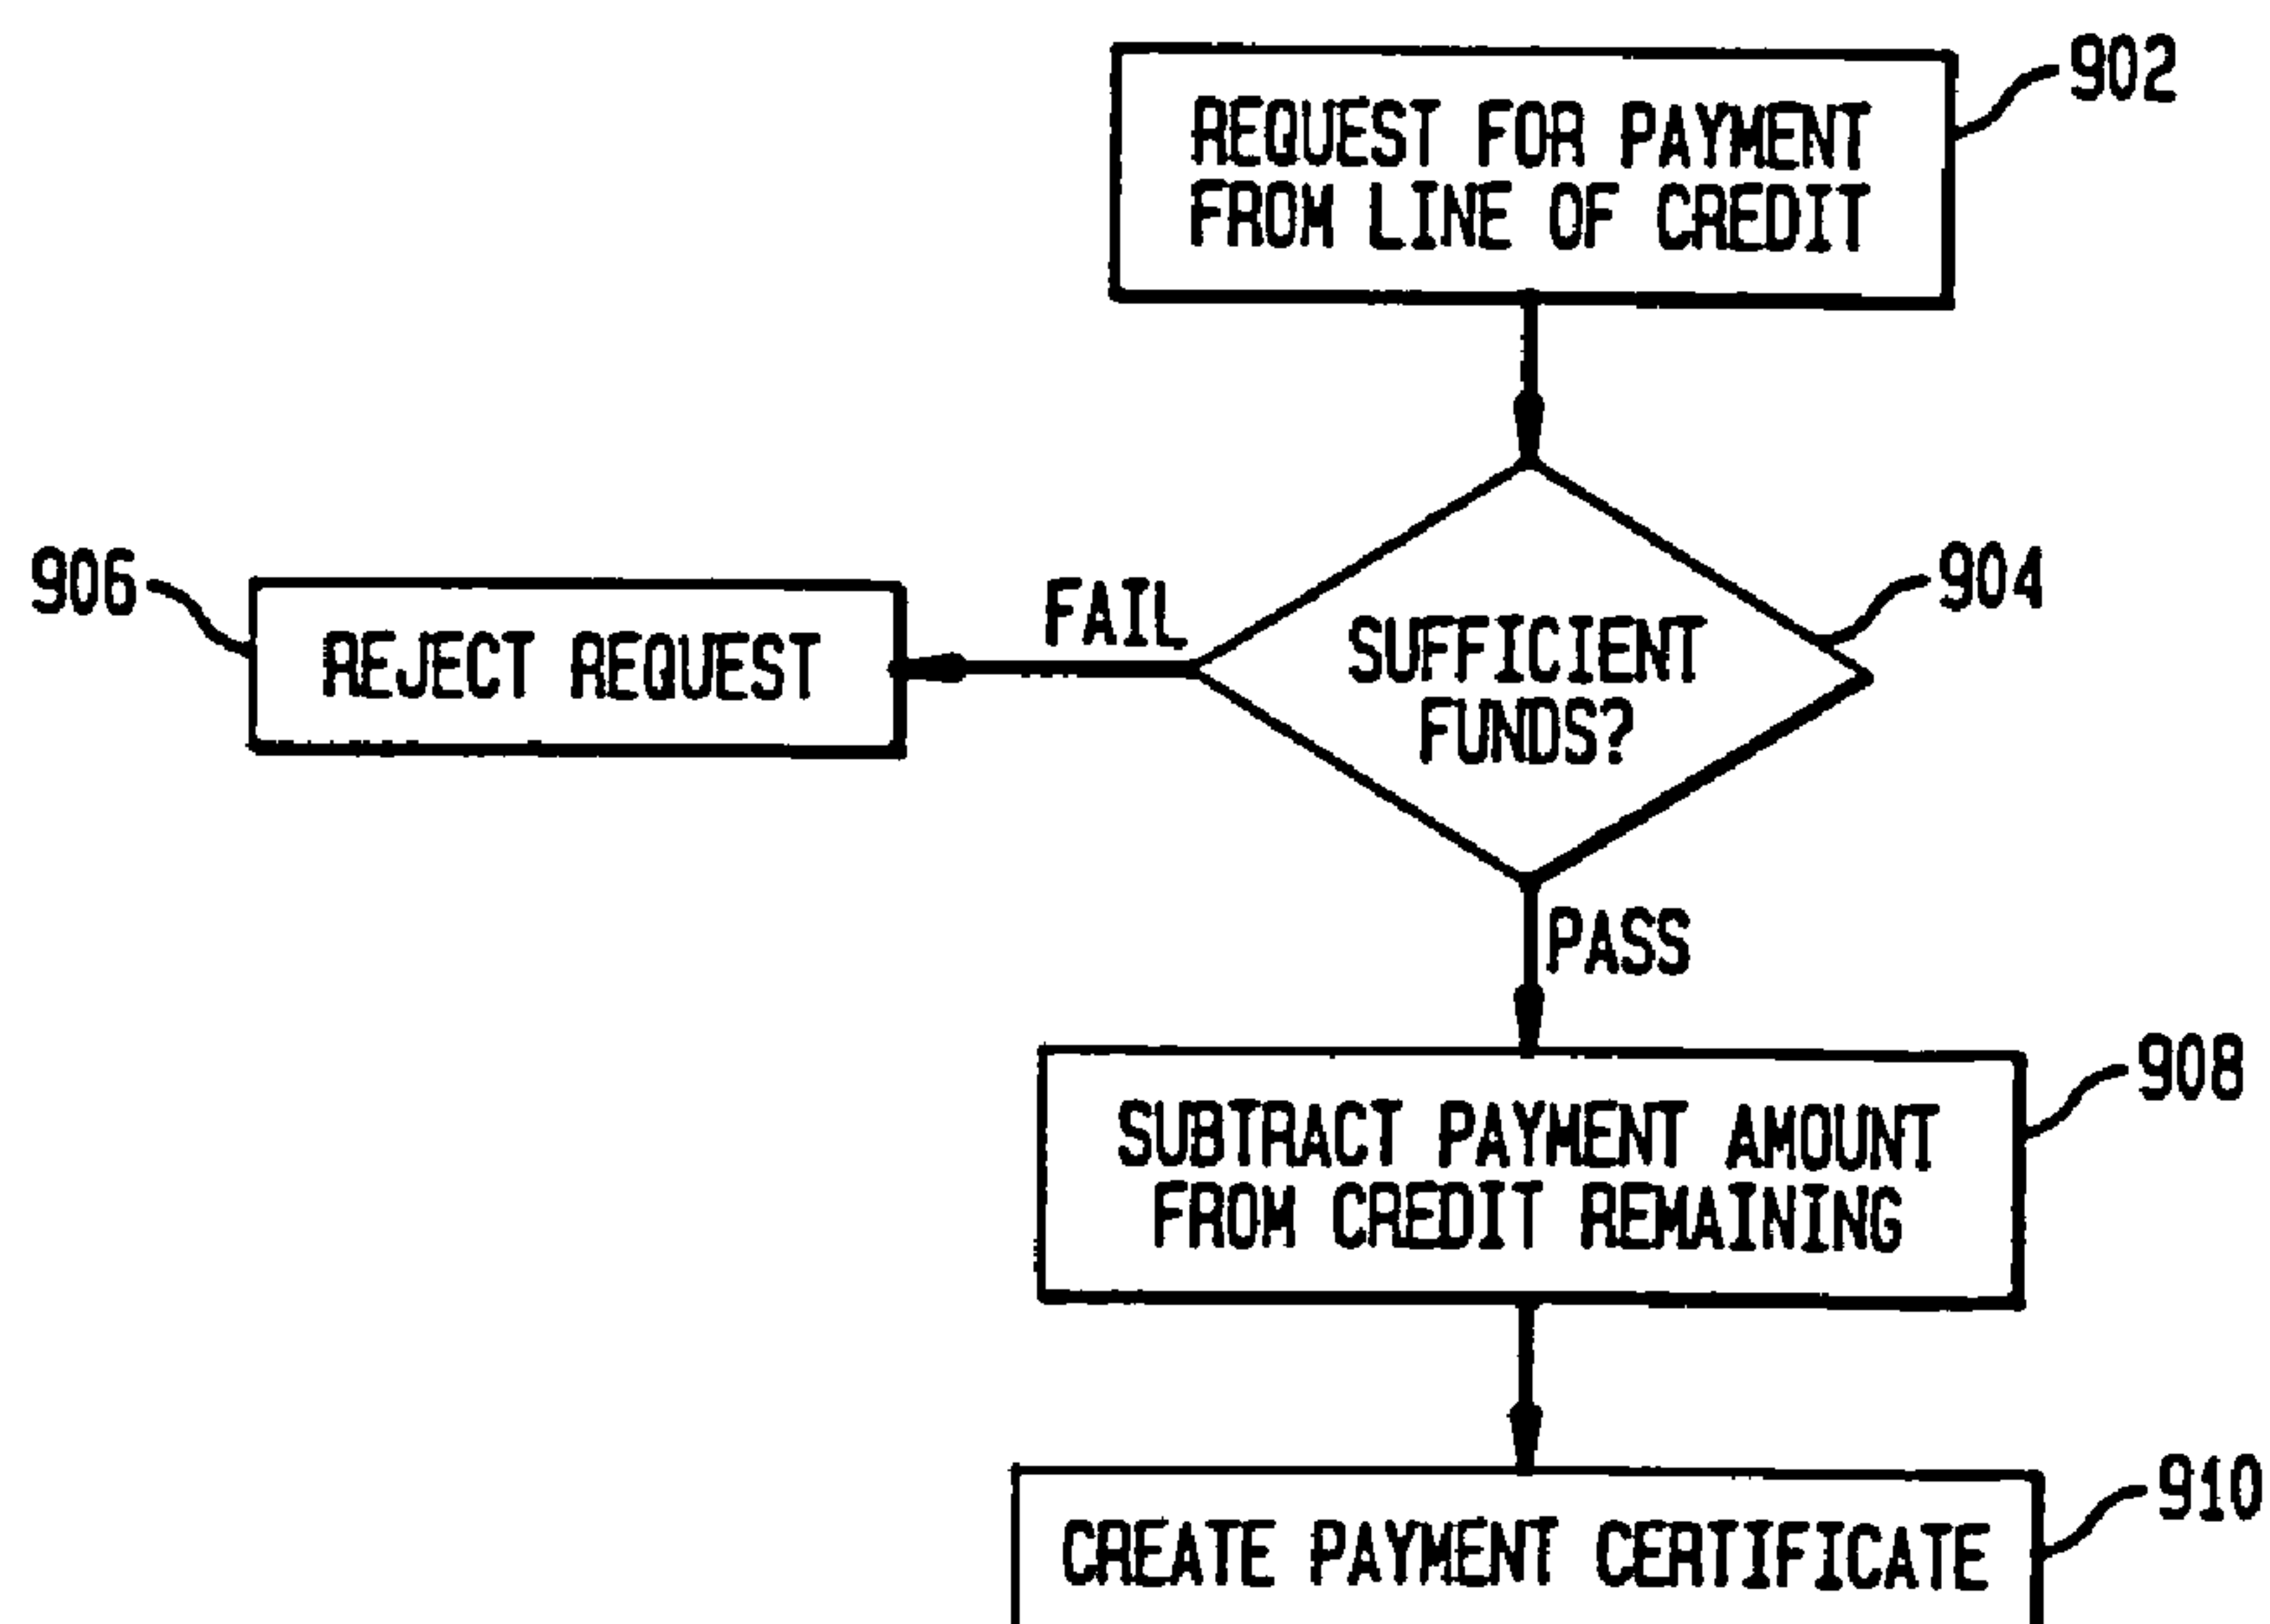 902
REQUEST FOR PAYMENT
FROM LINE OF CREDIT
906
REJECT REQUEST
FAIL
SUFFICIENT
FUNDS?
904
PASS
908
SUBTRACT PAYMENT AMOUNT
FROM CREDIT REMAINING
910
CREATE PAYMENT CERTIFICATE